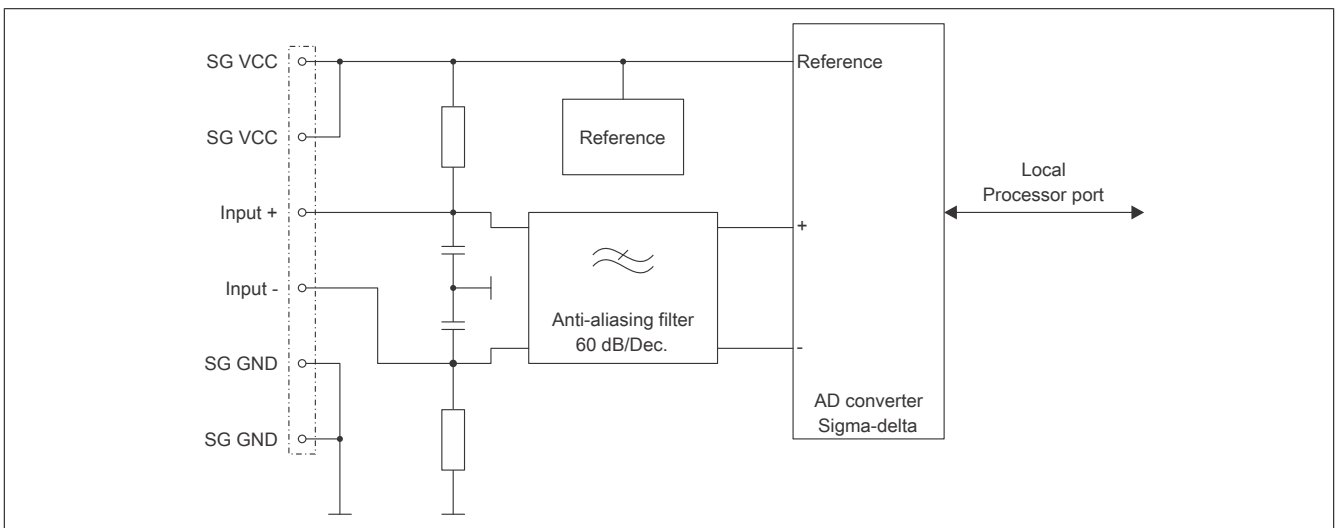 SG VCC
Reference
SG VCC
Reference
Local
Processor port
Input +
+
Input -
Anti-aliasing filter
60 dB/Dec.
-
SG GND
AD converter
Sigma-delta
SG GND